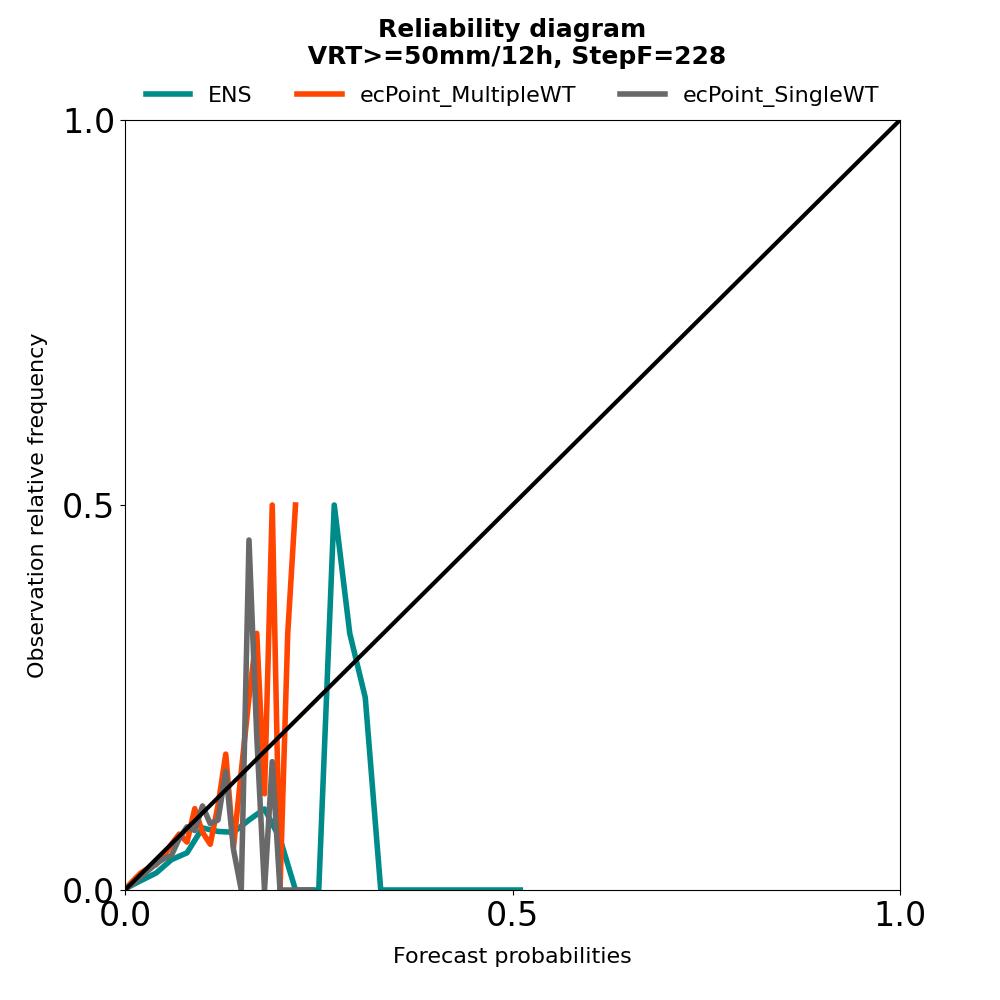 Reliability diagram
VRT>=50mm/12h, StepF=228
ENS ecPoint_MultipleWT ecPoint_SingleWT
1.0
0.5
0.0
Observation relative frequency
0.0 0.5 1.0
Forecast probabilities